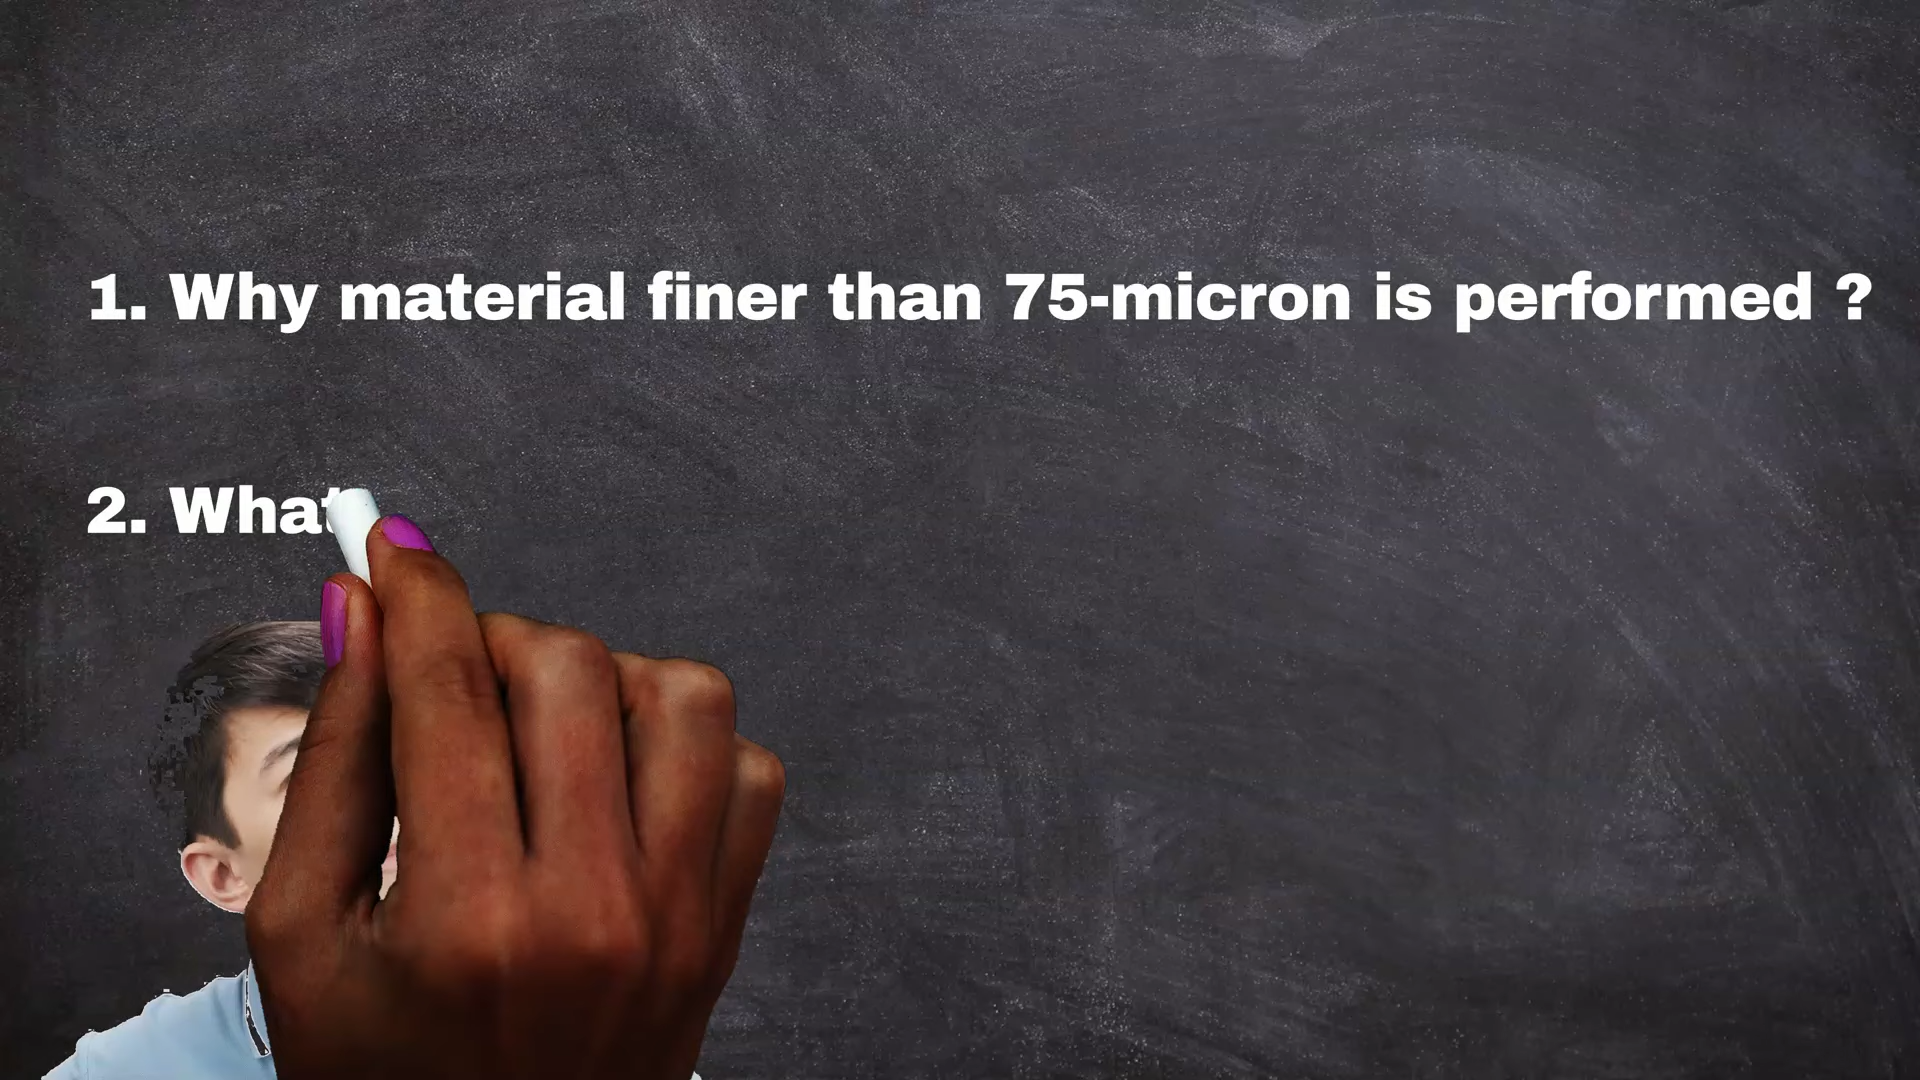 1. Why material finer than 75-micron is performed ?
2. What